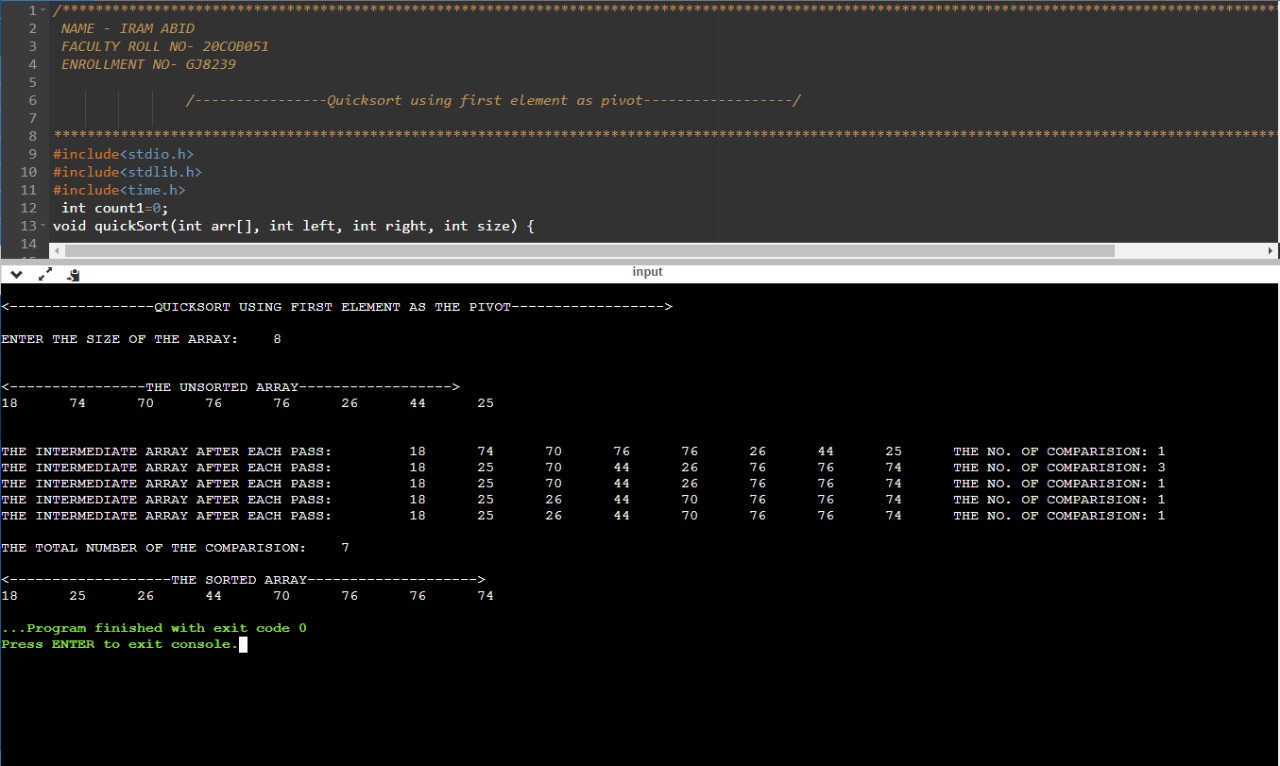 1 /****************************************************************************************************************************************************
2 NAME - IRAM ABID
3 FACULTY ROLL NO- 20COB051
4 ENROLLMENT NO- GJ8239
5
6 /----------------Quicksort using first element as pivot------------------/
7
8 ****************************************************************************************************************************************************
9 #include<stdio.h>
10 #include<stdlib.h>
11 #include<time.h>
12 int count1=0;
13 void quickSort(int arr[], int left, int right, int size) {
14
input
<-----------------QUICKSORT USING FIRST ELEMENT AS THE PIVOT------------------>
ENTER THE SIZE OF THE ARRAY: 8
<----------------THE UNSORTED ARRAY------------------>
18 74 70 76 76 26 44 25
THE INTERMEDIATE ARRAY AFTER EACH PASS: 18 74 70 76 76 26 44 25 THE NO. OF COMPARISION: 1
THE INTERMEDIATE ARRAY AFTER EACH PASS: 18 25 70 44 26 76 76 74 THE NO. OF COMPARISION: 3
THE INTERMEDIATE ARRAY AFTER EACH PASS: 18 25 70 44 26 76 76 74 THE NO. OF COMPARISION: 1
THE INTERMEDIATE ARRAY AFTER EACH PASS: 18 25 26 44 70 76 76 74 THE NO. OF COMPARISION: 1
THE INTERMEDIATE ARRAY AFTER EACH PASS: 18 25 26 44 70 76 76 74 THE NO. OF COMPARISION: 1
THE TOTAL NUMBER OF THE COMPARISION: 7
<-------------------THE SORTED ARRAY-------------------->
18 25 26 44 70 76 76 74
...Program finished with exit code 0
Press ENTER to exit console.